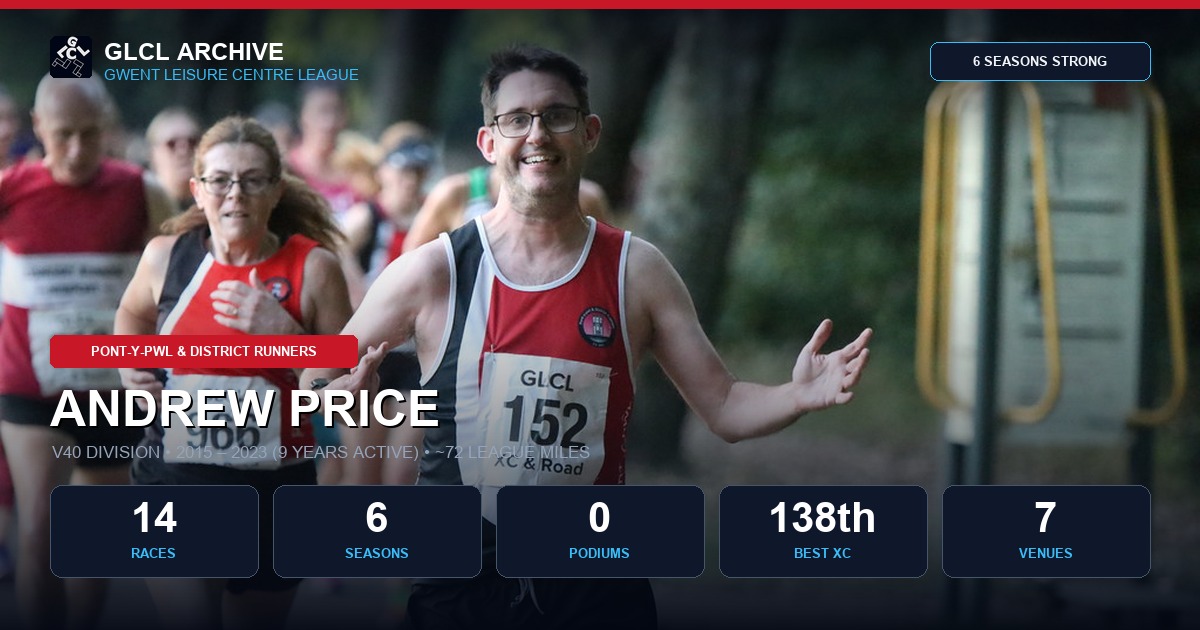 GLCL ARCHIVE
GWENT LEISURE CENTRE LEAGUE
6 SEASONS STRONG
PONT-Y-PWL & DISTRICT RUNNERS
ANDREW PRICE
V40 DIVISION • 2015 – 2023 (9 YEARS ACTIVE) • ~72 LEAGUE MILES
GLCL
152
XC & Road
965
14
RACES
6
SEASONS
0
PODIUMS
138th
BEST XC
7
VENUES